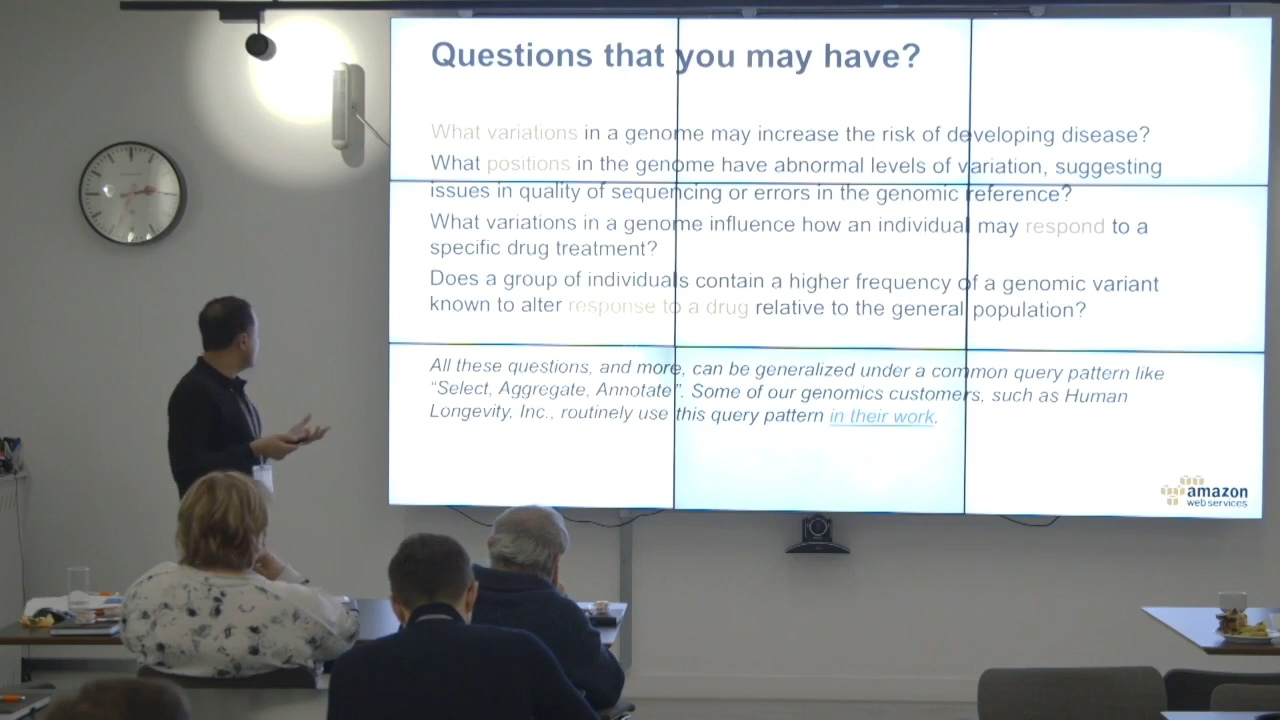 Questions that you may have?
What variations in a genome may increase the risk of developing disease?
What positions in the genome have abnormal levels of variation, suggesting
issues in quality of sequencing or errors in the genomic reference?
What variations in a genome influence how an individual may respond to a
specific drug treatment?
Does a group of individuals contain a higher frequency of a genomic variant
known to alter response to a drug relative to the general population?
All these questions, and more, can be generalized under a common query pattern like
“Select, Aggregate, Annotate”. Some of our genomics customers, such as Human
Longevity, Inc., routinely use this query pattern in their work.
amazon
web services